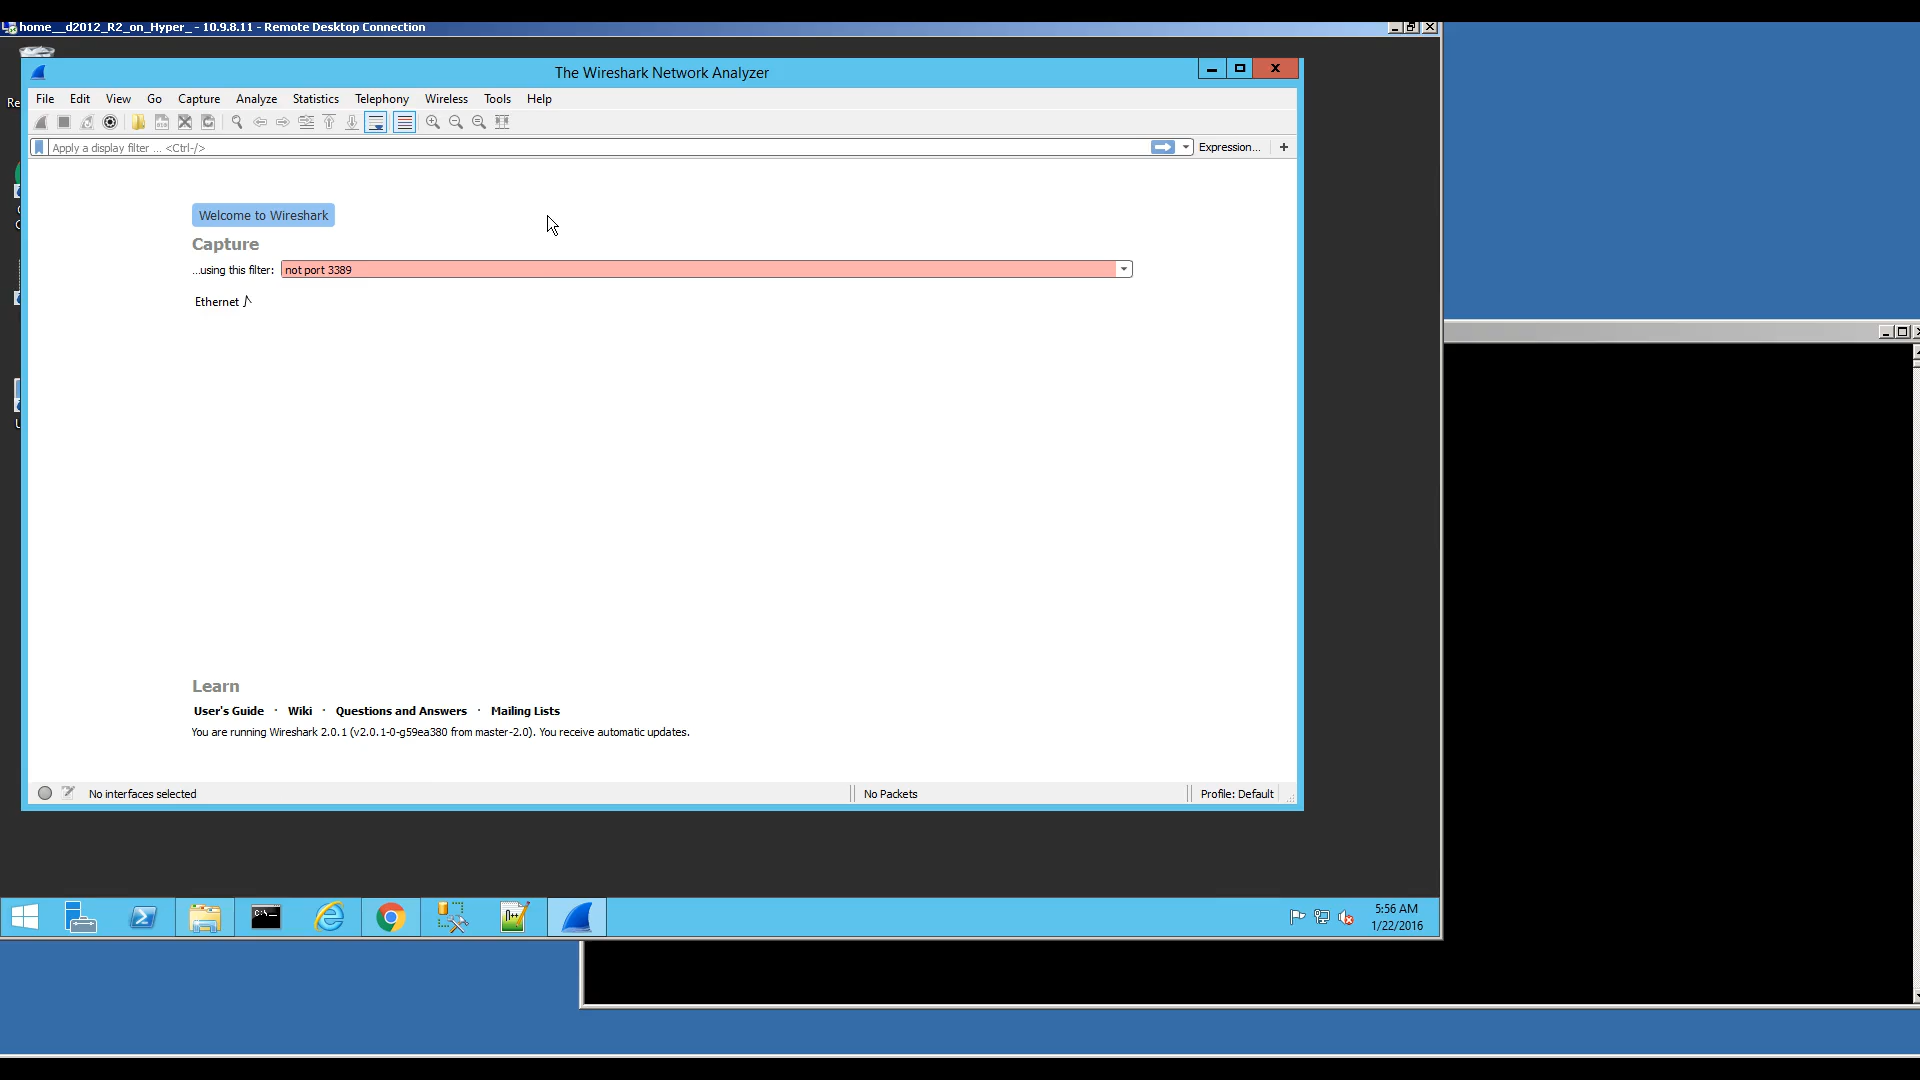 home__d2012_R2_on_Hyper_ - 10.9.8.11 - Remote Desktop Connection
The Wireshark Network Analyzer
Re
File Edit View Go Capture Analyze Statistics Telephony Wireless Tools Help
Apply a display filter ... <Ctrl-/>
Expression... +
Welcome to Wireshark
Capture
...using this filter: not port 3389
Ethernet
Learn
User's Guide · Wiki · Questions and Answers · Mailing Lists
You are running Wireshark 2.0.1 (v2.0.1-0-g59ea380 from master-2.0). You receive automatic updates.
No interfaces selected
No Packets
Profile: Default
5:56 AM
1/22/2016